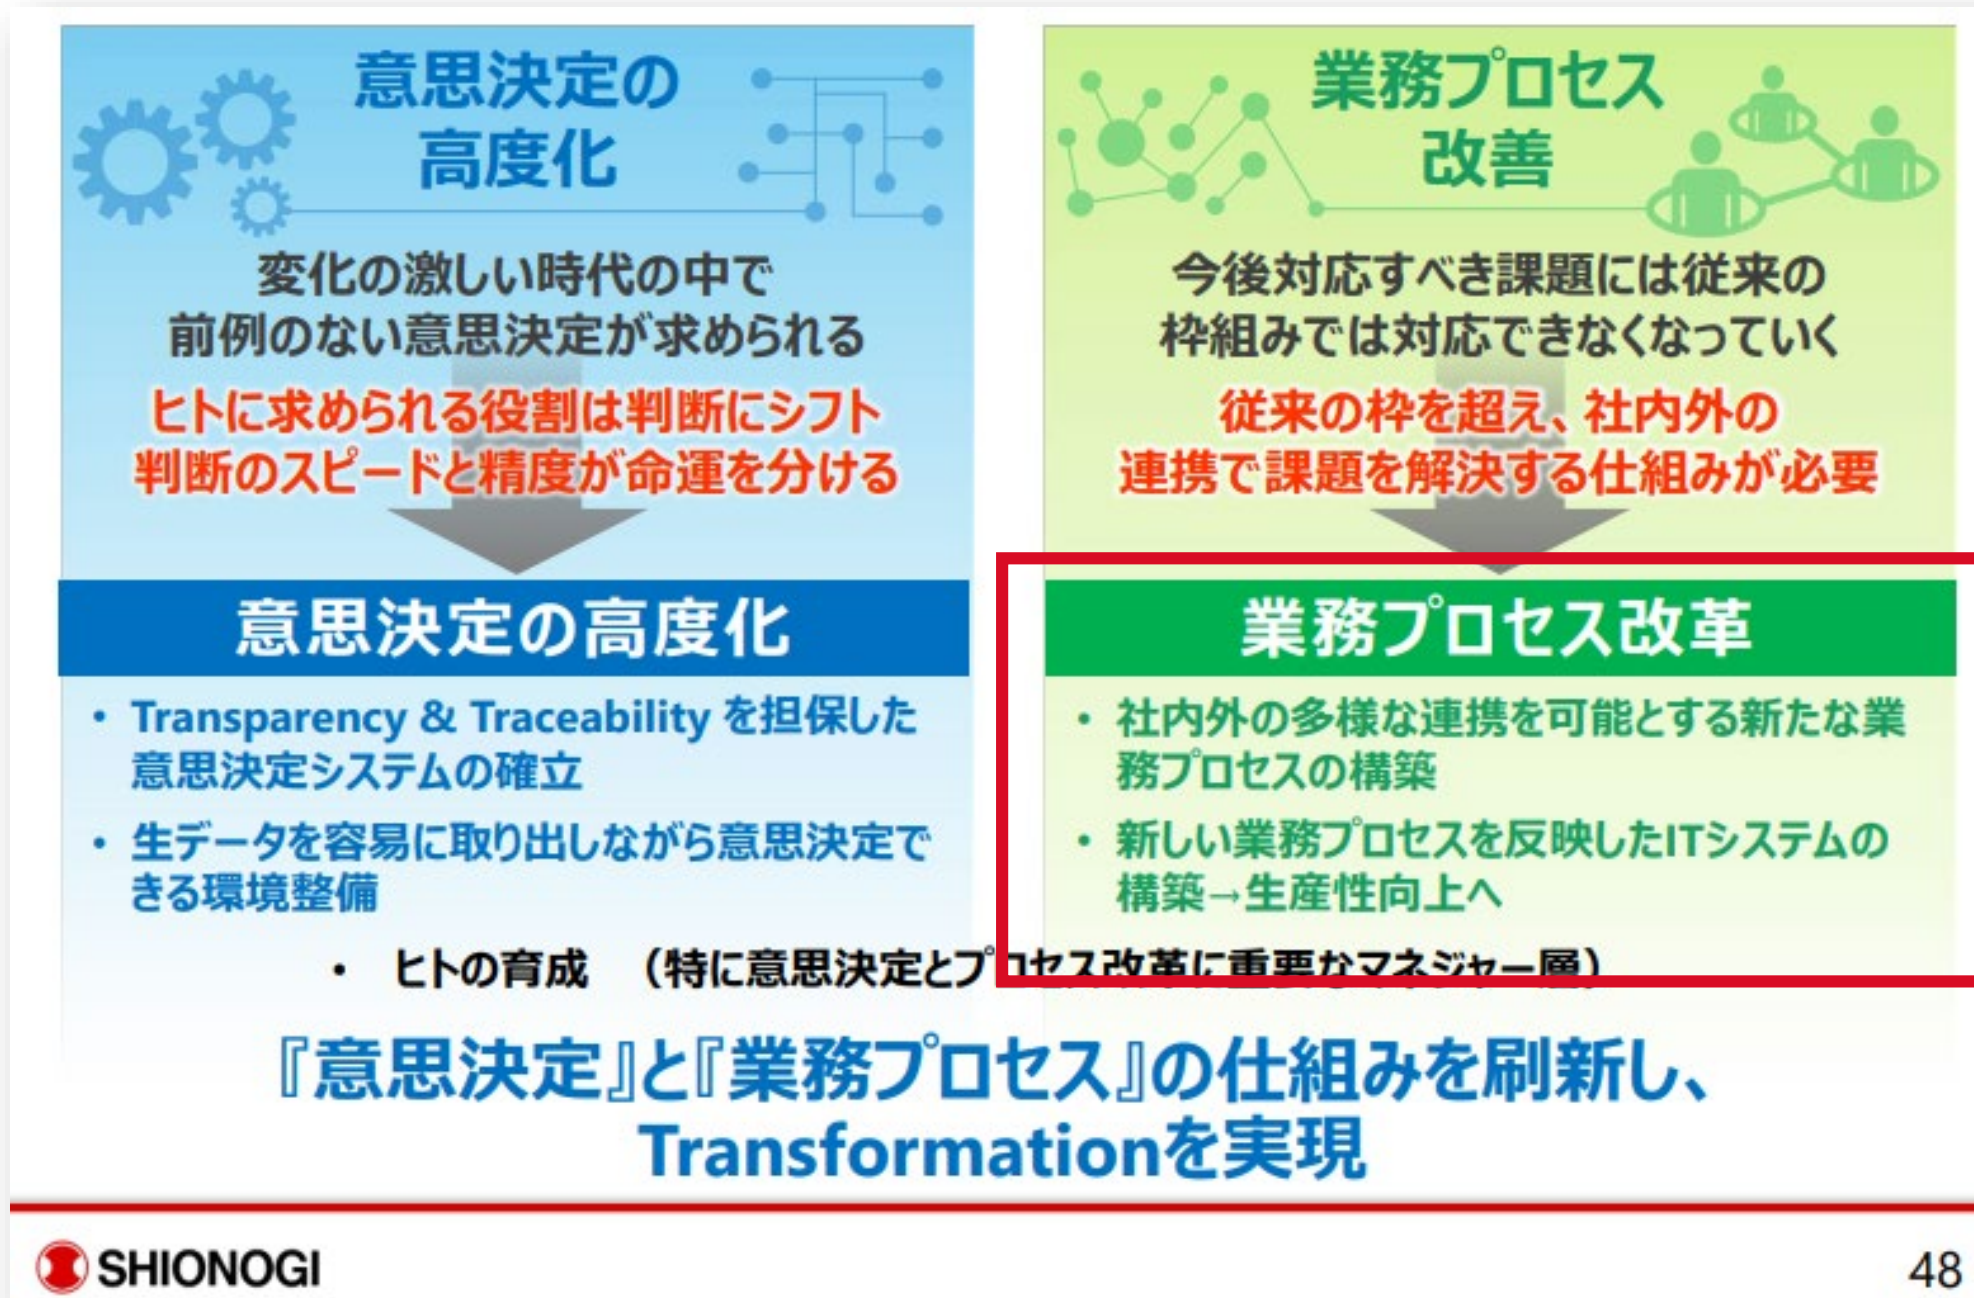 意思決定の
高度化
変化の激しい時代の中で
前例のない意思決定が求められる
ヒトに求められる役割は判断にシフト
判断のスピードと精度が命運を分ける
意思決定の高度化
• Transparency & Traceability を担保した
意思決定システムの確立
• 生データを容易に取り出しながら意思決定で
きる環境整備
業務プロセス
改善
今後対応すべき課題には従来の
枠組みでは対応できなくなっていく
従来の枠を超え、社内外の
連携で課題を解決する仕組みが必要
業務プロセス改革
• 社内外の多様な連携を可能とする新たな業
務プロセスの構築
• 新しい業務プロセスを反映したITシステムの
構築→生産性向上へ
• ヒトの育成 （特に意思決定とプロセス改革に重要なマネジャー層）
『意思決定』と『業務プロセス』の仕組みを刷新し、
Transformationを実現
SHIONOGI
48